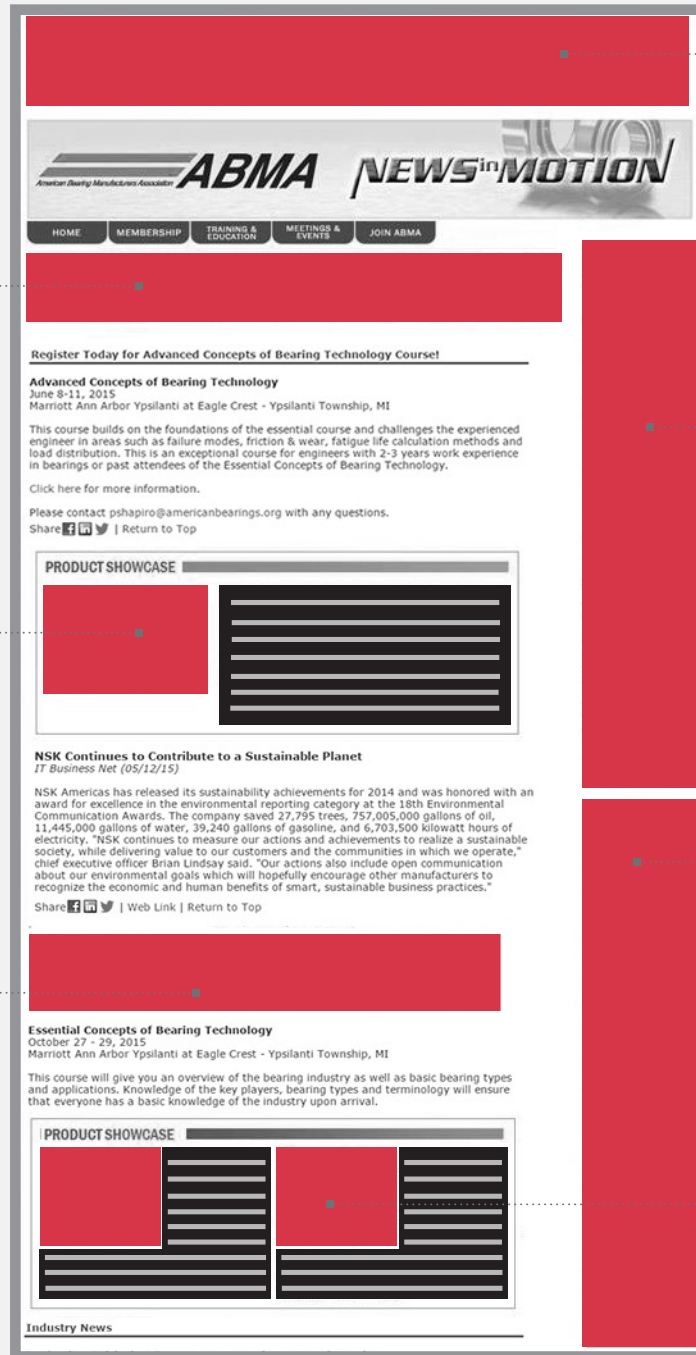 American Bearing Manufacturers Association ABMA NEWS in MOTION
HOME MEMBERSHIP TRAINING & EDUCATION MEETINGS & EVENTS JOIN ABMA
Register Today for Advanced Concepts of Bearing Technology Course!
Advanced Concepts of Bearing Technology
June 8-11, 2015
Marriott Ann Arbor Ypsilanti at Eagle Crest - Ypsilanti Township, MI
This course builds on the foundations of the essential course and challenges the experienced
engineer in areas such as failure modes, friction & wear, fatigue life calculation methods and
load distribution. This is an exceptional course for engineers with 2-3 years work experience
in bearings or past attendees of the Essential Concepts of Bearing Technology.
Click here for more information.
Please contact pshapiro@americanbearings.org with any questions.
Share | Return to Top
PRODUCT SHOWCASE
NSK Continues to Contribute to a Sustainable Planet
IT Business Net (05/12/15)
NSK Americas has released its sustainability achievements for 2014 and was honored with an
award for excellence in the environmental reporting category at the 18th Environmental
Communication Awards. The company saved 27,795 trees, 757,005,000 gallons of oil,
11,445,000 gallons of water, 39,240 gallons of gasoline, and 6,703,500 kilowatt hours of
electricity. "NSK continues to measure our actions and achievements to realize a sustainable
society, while delivering value to our customers and the communities in which we operate,"
chief executive officer Brian Lindsay said. "Our actions also include open communication
about our environmental goals which will hopefully encourage other manufacturers to
recognize the economic and human benefits of smart, sustainable business practices."
Share | Web Link | Return to Top
Essential Concepts of Bearing Technology
October 27 - 29, 2015
Marriott Ann Arbor Ypsilanti at Eagle Crest - Ypsilanti Township, MI
This course will give you an overview of the bearing industry as well as basic bearing types
and applications. Knowledge of the key players, bearing types and terminology will ensure
that everyone has a basic knowledge of the industry upon arrival.
PRODUCT SHOWCASE
Industry News